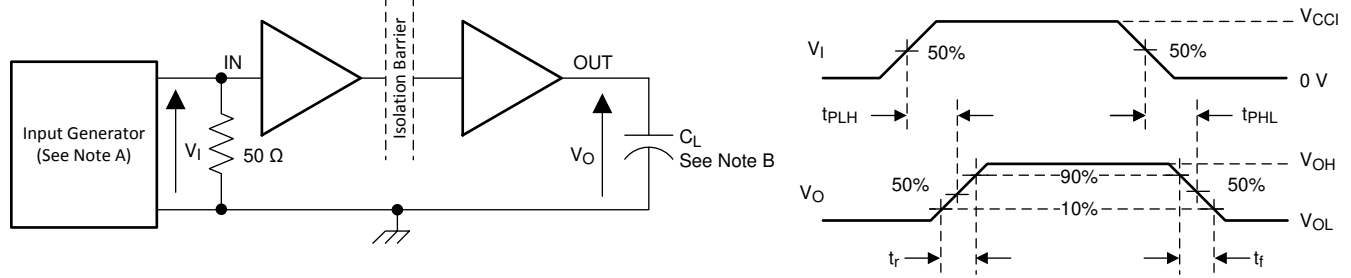 Input Generator
(See Note A)
V_I
IN
50 Ω
Isolation Barrier
OUT
V_O
C_L
See Note B
V_I
50%
50%
V_CCI
0 V
t_PLH
t_PHL
V_O
50%
90%
50%
10%
V_OH
V_OL
t_r
t_f